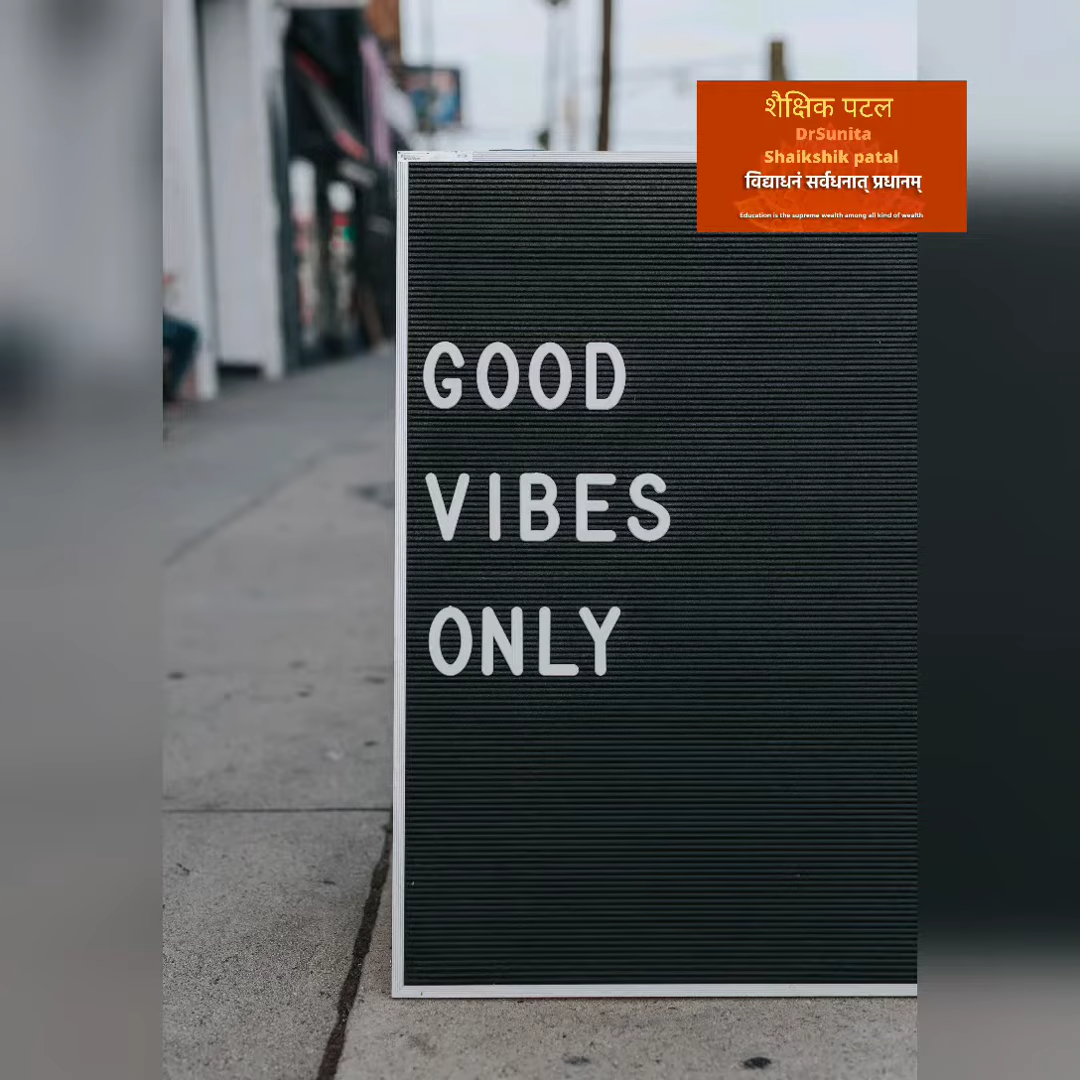 शैक्षिक पटल
DrSunita
Shaikshik patal
विद्याधनं सर्वधनात् प्रधानम्
Education is the supreme wealth among all kind of wealth
GOOD
VIBES
ONLY